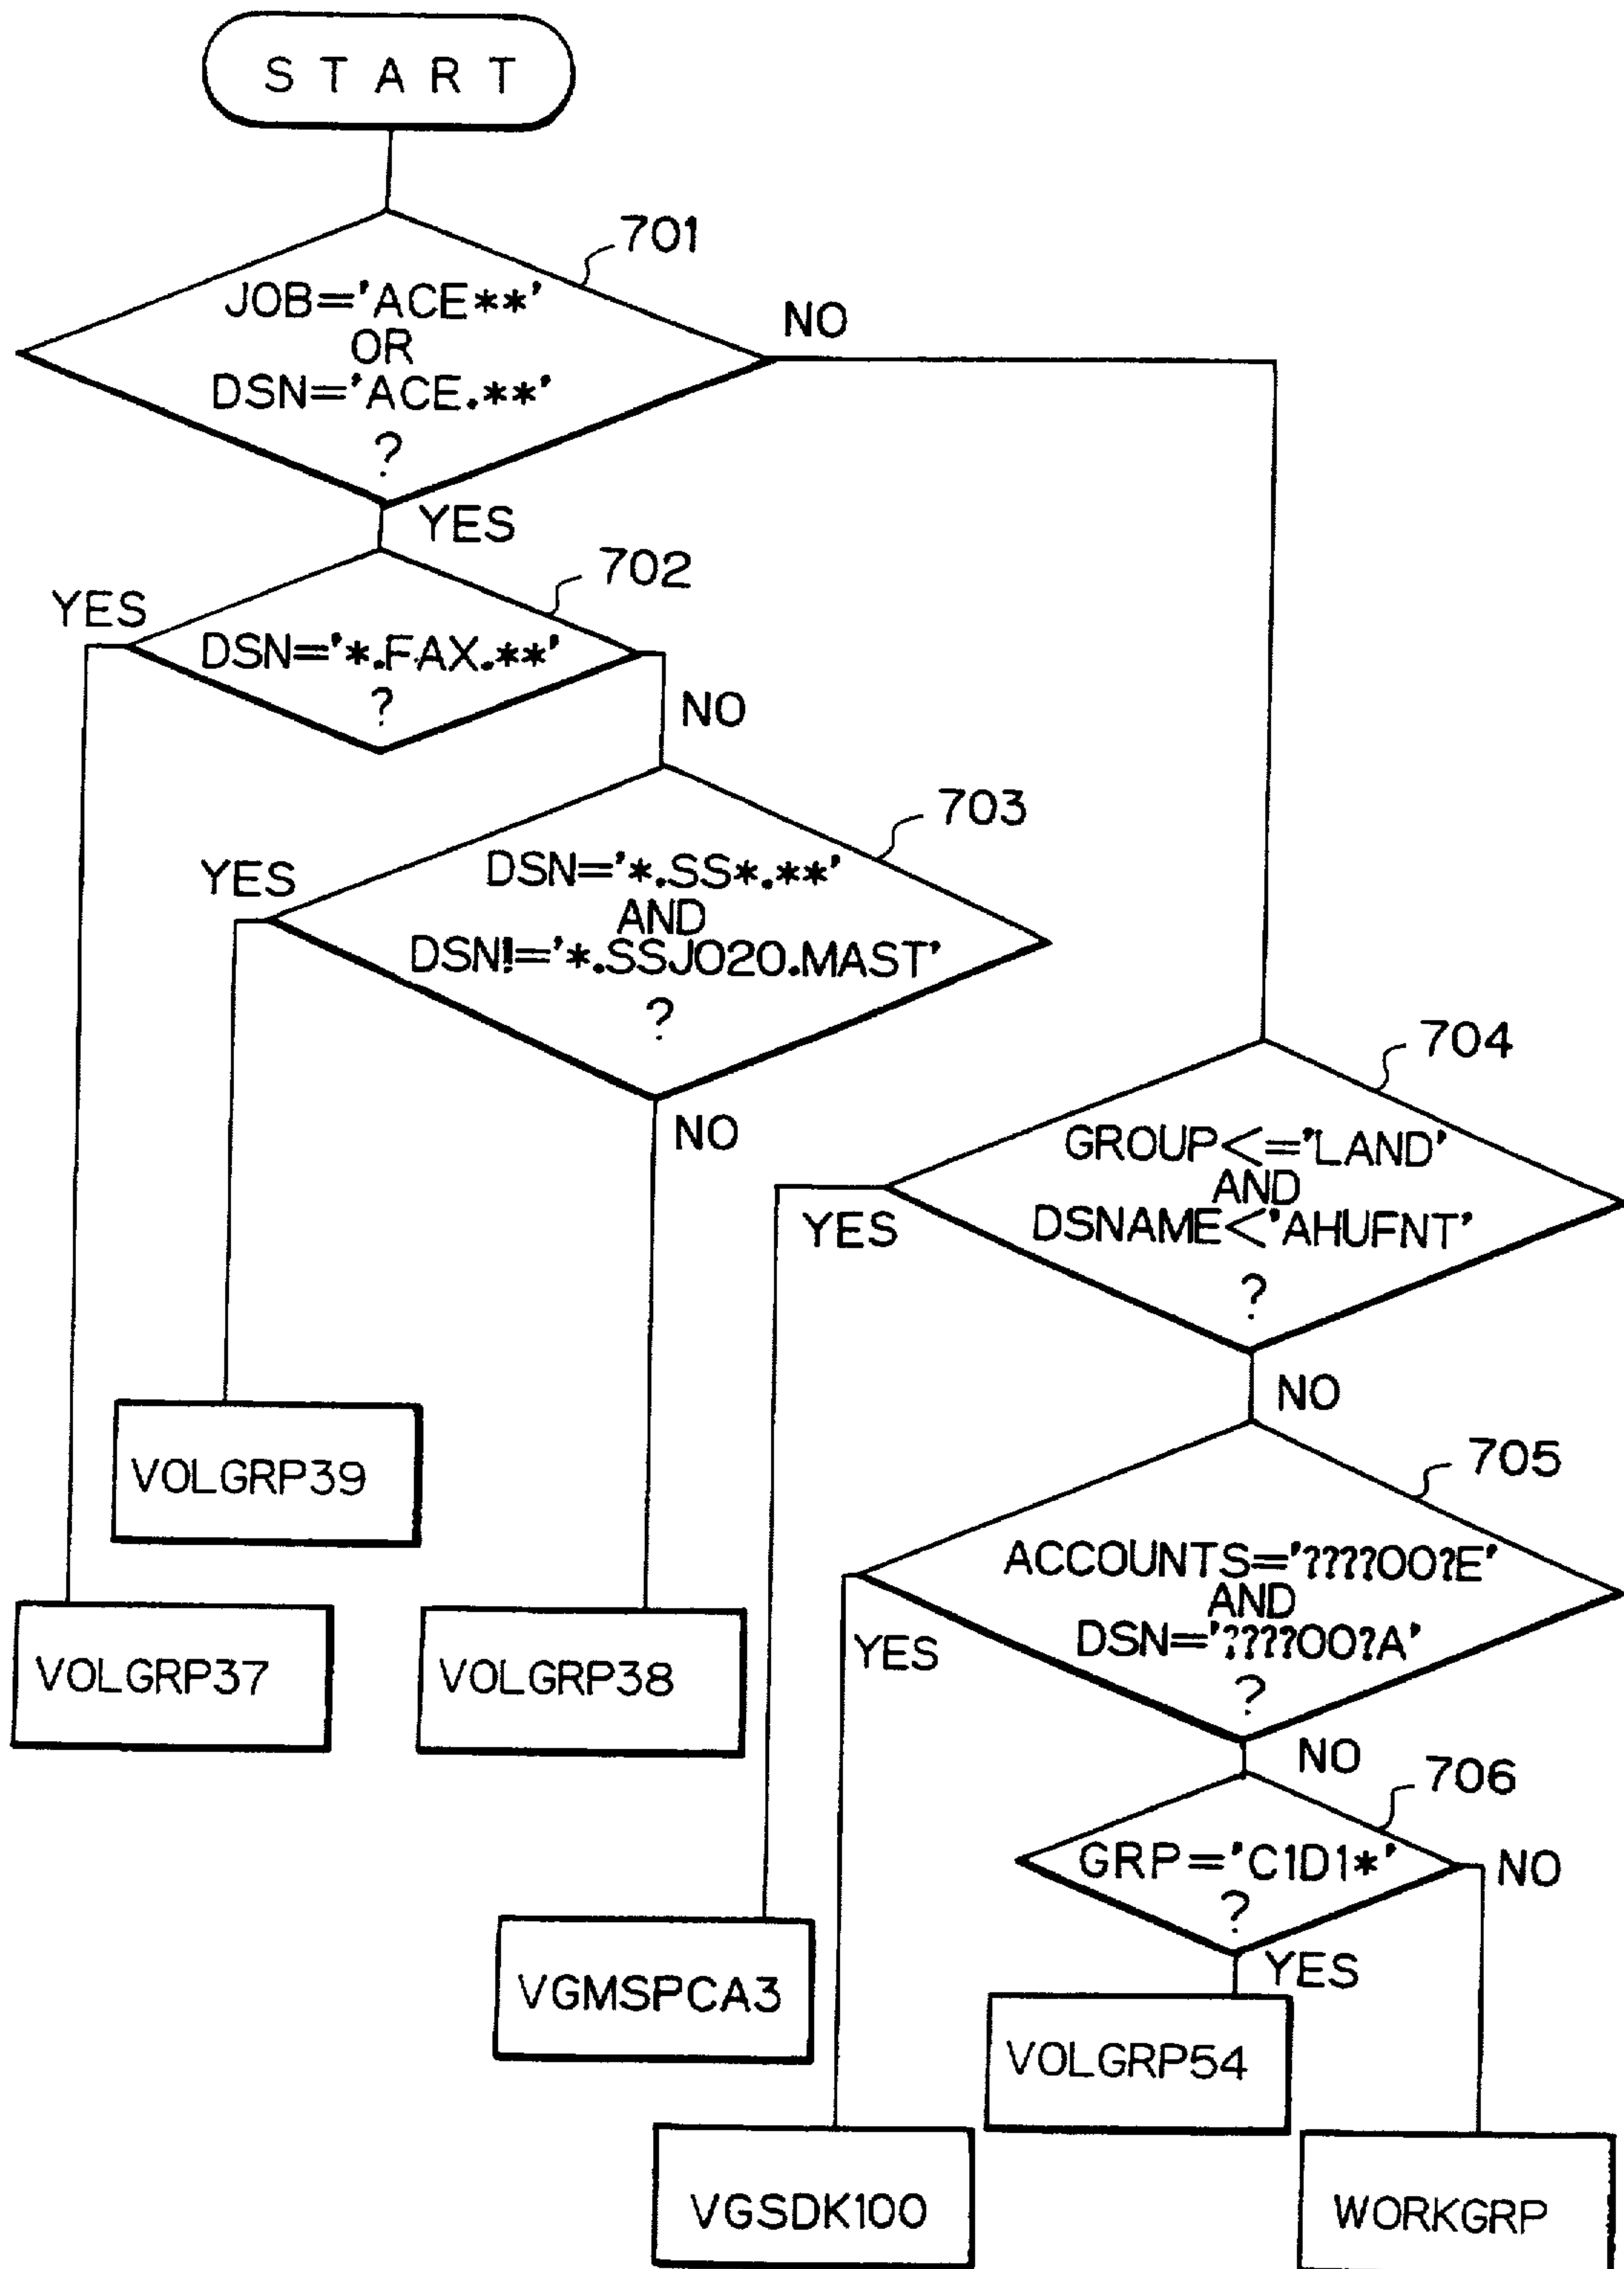 START
701
JOB='ACE**'
OR
DSN='ACE.**'
?
NO
YES
702
YES
DSN='*.FAX.**'
?
NO
703
YES
DSN='*.SS*.**'
AND
DSN!='*.SSJ020.MAST'
?
NO
704
GROUP<='LAND'
AND
DSNAME<'AHUFNT'
?
YES
NO
VOLGRP39
705
ACCOUNTS='????00?E'
AND
DSN='????00?A'
?
YES
VOLGRP37
VOLGRP38
NO
706
GRP='C1D1*'
?
NO
YES
VGMSPCA3
VOLGRP54
VGSDK100
WORKGRP